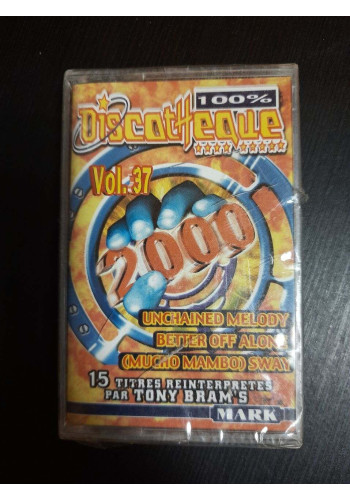 100%
Discotheque
Vol. 37
2000
UNCHAINED MELODY
BETTER OFF ALONE
(MUCHO MAMBO) SWAY
15 TITRES REINTERPRETES
PAR TONY BRAM'S
MARK